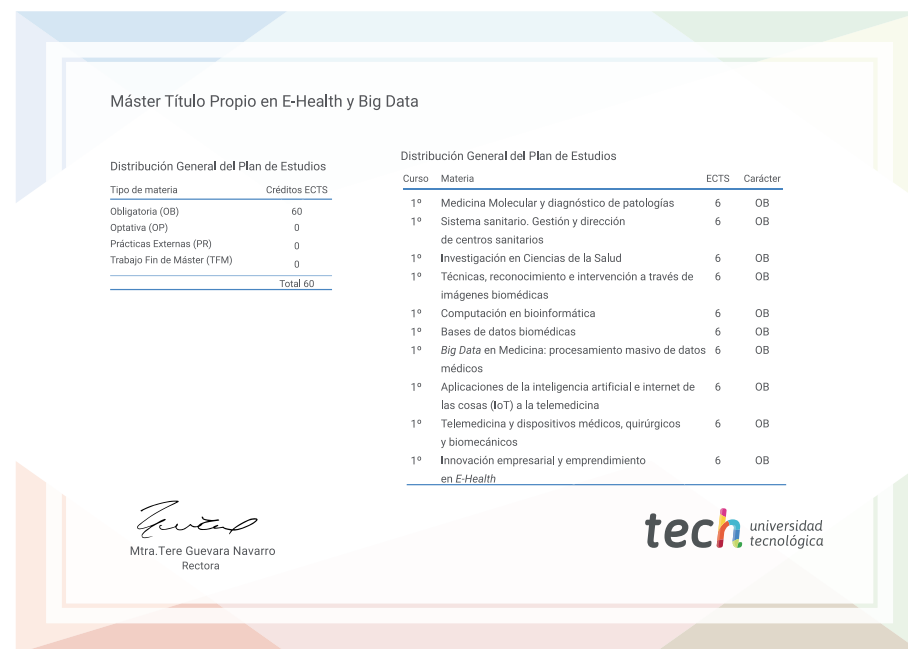 Máster Título Propio en E-Health y Big Data
Distribución General del Plan de Estudios
Tipo de materia Créditos ECTS
Obligatoria (OB) 60
Optativa (OP) 0
Prácticas Externas (PR) 0
Trabajo Fin de Máster (TFM) 0
Total 60
Distribución General del Plan de Estudios
Curso Materia ECTS Carácter
1º Medicina Molecular y diagnóstico de patologías 6 OB
1º Sistema sanitario. Gestión y dirección 6 OB
de centros sanitarios
1º Investigación en Ciencias de la Salud 6 OB
1º Técnicas, reconocimiento e intervención a través de 6 OB
imágenes biomédicas
1º Computación en bioinformática 6 OB
1º Bases de datos biomédicas 6 OB
1º Big Data en Medicina: procesamiento masivo de datos 6 OB
médicos
1º Aplicaciones de la inteligencia artificial e internet de 6 OB
las cosas (IoT) a la telemedicina
1º Telemedicina y dispositivos médicos, quirúrgicos 6 OB
y biomecánicos
1º Innovación empresarial y emprendimiento 6 OB
en E-Health
Mtra.Tere Guevara Navarro
Rectora
tech universidad
tecnológica